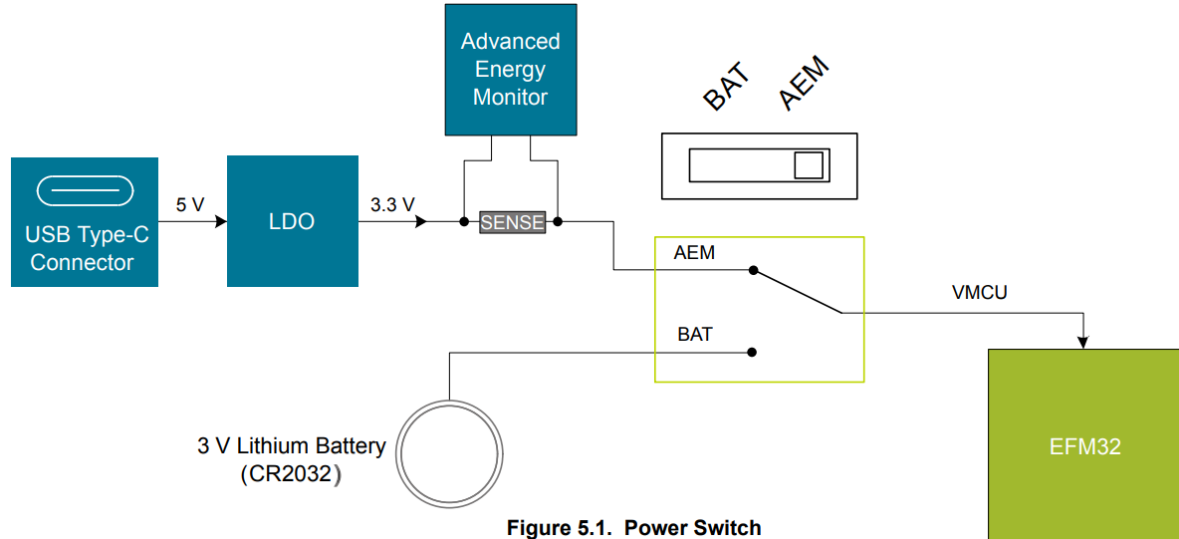 Advanced
Energy
Monitor
BAT
AEM
USB Type-C
Connector
5 V
LDO
3.3 V
SENSE
AEM
BAT
VMCU
3 V Lithium Battery
(CR2032)
EFM32
Figure 5.1. Power Switch